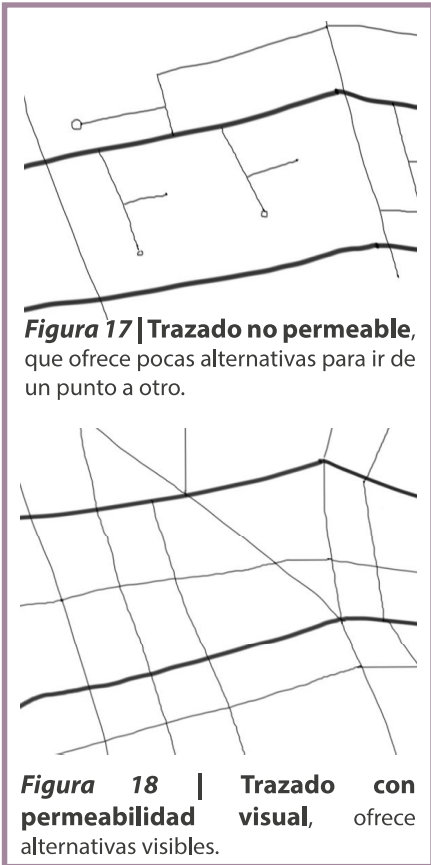 Figura 17 | Trazado no permeable,
que ofrece pocas alternativas para ir de
un punto a otro.
Figura 18 | Trazado con
permeabilidad visual, ofrece
alternativas visibles.